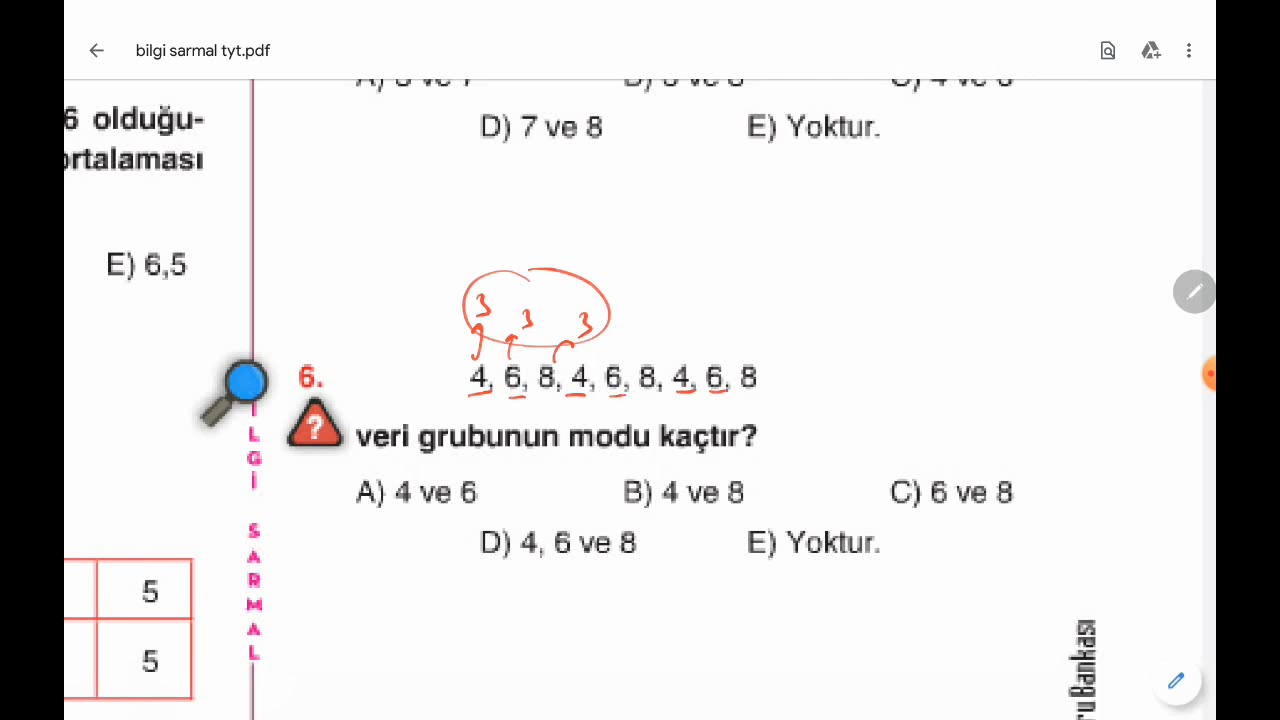 bilgi sarmal tyt.pdf
6 olduğu-
ortalaması
E) 6,5
D) 7 ve 8 E) Yoktur.
3 3 3
6. 4, 6, 8, 4, 6, 8, 4, 6, 8
? veri grubunun modu kaçtır?
A) 4 ve 6 B) 4 ve 8 C) 6 ve 8
D) 4, 6 ve 8 E) Yoktur.
İ L G İ S A R M A L
5
5